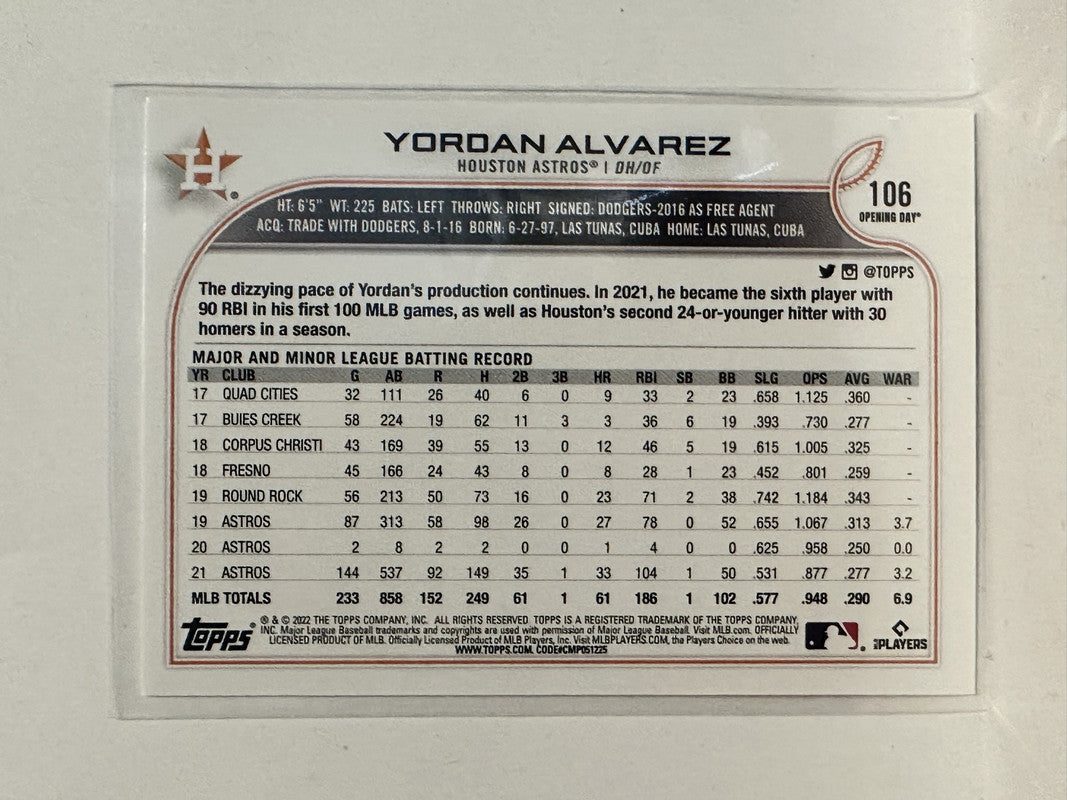 YORDAN ALVAREZ
HOUSTON ASTROS® | DH/OF
H
®
106
OPENING DAY®
HT: 6'5" WT: 225 BATS: LEFT THROWS: RIGHT SIGNED: DODGERS-2016 AS FREE AGENT
ACQ: TRADE WITH DODGERS, 8-1-16 BORN: 6-27-97, LAS TUNAS, CUBA HOME: LAS TUNAS, CUBA
@TOPPS
The dizzying pace of Yordan's production continues. In 2021, he became the sixth player with
90 RBI in his first 100 MLB games, as well as Houston's second 24-or-younger hitter with 30
homers in a season.
MAJOR AND MINOR LEAGUE BATTING RECORD
YR CLUB G AB R H 2B 3B HR RBI SB BB SLG OPS AVG WAR
17 QUAD CITIES 32 111 26 40 6 0 9 33 2 23 .658 1.125 .360 -
17 BUIES CREEK 58 224 19 62 11 3 3 36 6 19 .393 .730 .277 -
18 CORPUS CHRISTI 43 169 39 55 13 0 12 46 5 19 .615 1.005 .325 -
18 FRESNO 45 166 24 43 8 0 8 28 1 23 .452 .801 .259 -
19 ROUND ROCK 56 213 50 73 16 0 23 71 2 38 .742 1.184 .343 -
19 ASTROS 87 313 58 98 26 0 27 78 0 52 .655 1.067 .313 3.7
20 ASTROS 2 8 2 2 0 0 1 4 0 0 .625 .958 .250 0.0
21 ASTROS 144 537 92 149 35 1 33 104 1 50 .531 .877 .277 3.2
MLB TOTALS 233 858 152 249 61 1 61 186 1 102 .577 .948 .290 6.9
topps®
® & © 2022 THE TOPPS COMPANY, INC. ALL RIGHTS RESERVED. TOPPS IS A REGISTERED TRADEMARK OF THE TOPPS COMPANY,
INC. Major League Baseball trademarks and copyrights are used with permission of Major League Baseball. Visit MLB.com. OFFICIALLY
LICENSED PRODUCT OF MLB. Officially Licensed Product of MLB Players, Inc. Visit MLBPLAYERS.COM, the Players Choice on the web.
WWW.TOPPS.COM. CODE#CMP051225
MLB PLAYERS